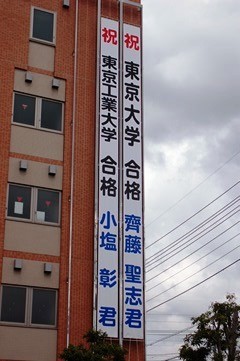 祝 東京大学 合格 齊藤 聖志君
祝 東京工業大学 合格 小塩 彰 君